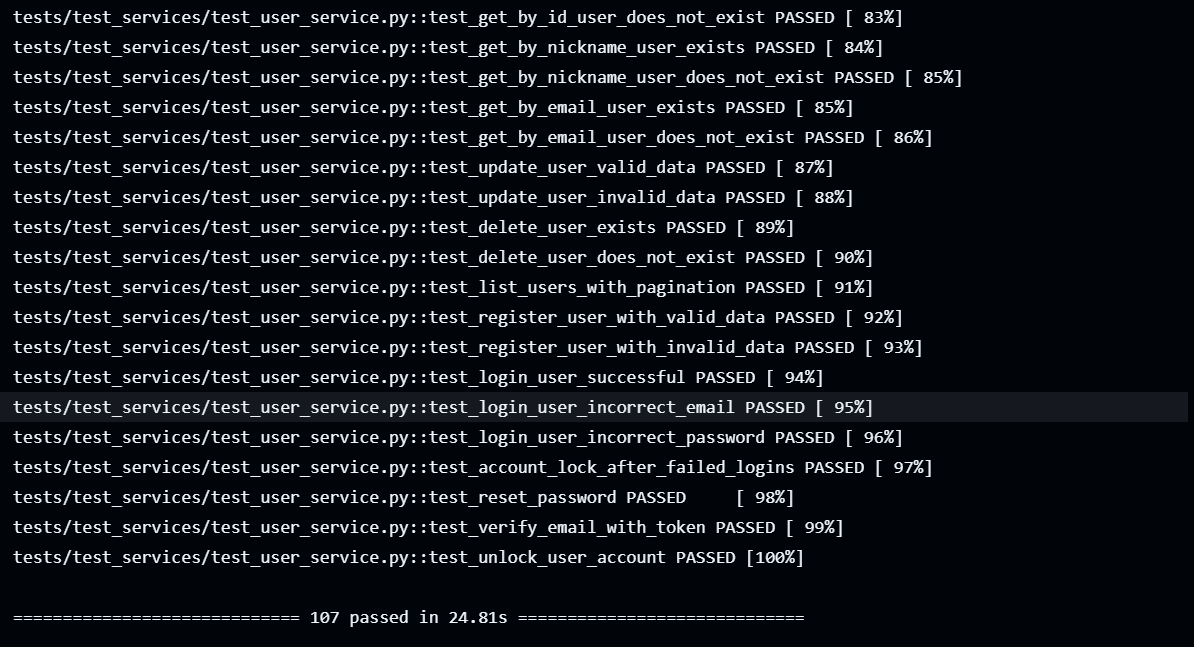 tests/test_services/test_user_service.py::test_get_by_id_user_does_not_exist PASSED [ 83%]
tests/test_services/test_user_service.py::test_get_by_nickname_user_exists PASSED [ 84%]
tests/test_services/test_user_service.py::test_get_by_nickname_user_does_not_exist PASSED [ 85%]
tests/test_services/test_user_service.py::test_get_by_email_user_exists PASSED [ 85%]
tests/test_services/test_user_service.py::test_get_by_email_user_does_not_exist PASSED [ 86%]
tests/test_services/test_user_service.py::test_update_user_valid_data PASSED [ 87%]
tests/test_services/test_user_service.py::test_update_user_invalid_data PASSED [ 88%]
tests/test_services/test_user_service.py::test_delete_user_exists PASSED [ 89%]
tests/test_services/test_user_service.py::test_delete_user_does_not_exist PASSED [ 90%]
tests/test_services/test_user_service.py::test_list_users_with_pagination PASSED [ 91%]
tests/test_services/test_user_service.py::test_register_user_with_valid_data PASSED [ 92%]
tests/test_services/test_user_service.py::test_register_user_with_invalid_data PASSED [ 93%]
tests/test_services/test_user_service.py::test_login_user_successful PASSED [ 94%]
tests/test_services/test_user_service.py::test_login_user_incorrect_email PASSED [ 95%]
tests/test_services/test_user_service.py::test_login_user_incorrect_password PASSED [ 96%]
tests/test_services/test_user_service.py::test_account_lock_after_failed_logins PASSED [ 97%]
tests/test_services/test_user_service.py::test_reset_password PASSED     [ 98%]
tests/test_services/test_user_service.py::test_verify_email_with_token PASSED [ 99%]
tests/test_services/test_user_service.py::test_unlock_user_account PASSED [100%]
============================= 107 passed in 24.81s =============================